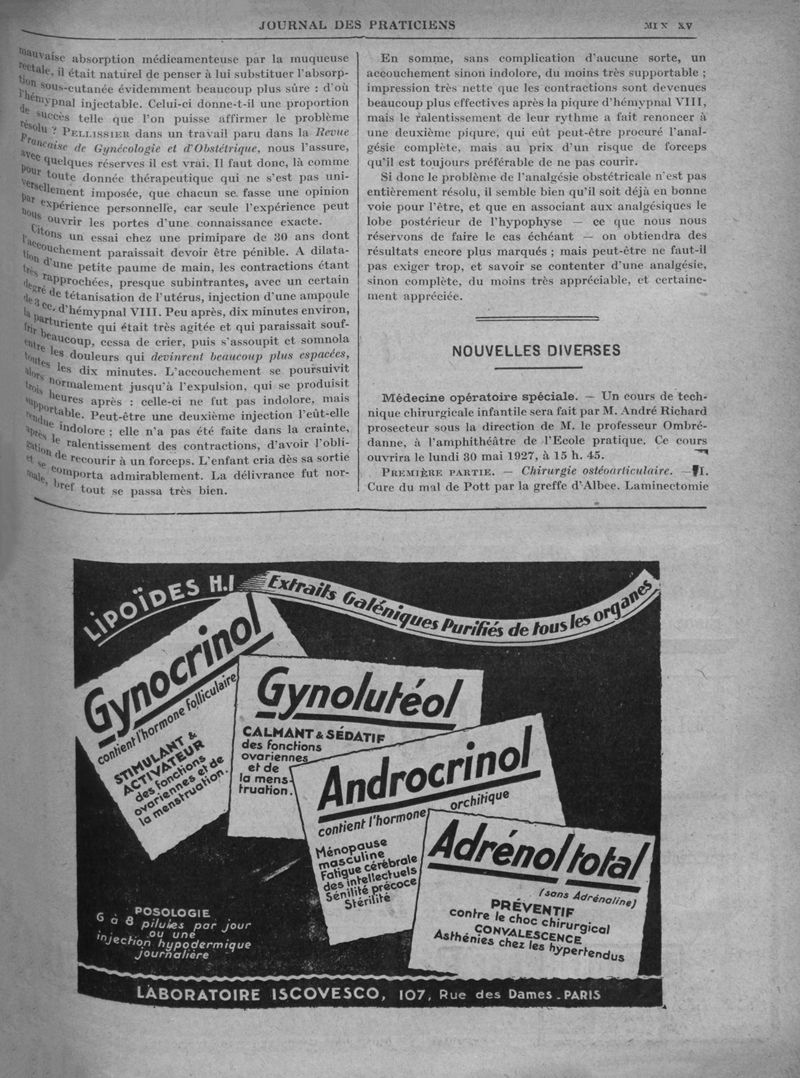 JOURNAL DES PRATICIENS
MIX XV
mauvaise absorption médicamenteuse par la muqueuse
rectale, il était naturel de penser à lui substituer l'absorp-
tion sous-cutanée évidemment beaucoup plus sûre : d'où
l'hémypnal injectable. Celui-ci donne-t-il une proportion
de succès telle que l'on puisse affirmer le problème
résolu ? PELLISSIER dans un travail paru dans la Revue
Française de Gynécologie et d'Obstétrique, nous l'assure,
avec quelques réserves il est vrai. Il faut donc, là comme
pour toute donnée thérapeutique qui ne s'est pas uni-
versellement imposée, que chacun se fasse une opinion
par expérience personnelle, car seule l'expérience peut
nous ouvrir les portes d'une connaissance exacte.
Citons un essai chez une primipare de 30 ans dont
l'accouchement paraissait devoir être pénible. A dilata-
tion d'une petite paume de main, les contractions étant
très rapprochées, presque subintrantes, avec un certain
degré de tétanisation de l'utérus, injection d'une ampoule
de 3 cc. d'hémypnal VIII. Peu après, dix minutes environ,
la parturiente qui était très agitée et qui paraissait souf-
frir beaucoup, cessa de crier, puis s'assoupit et somnola
entre les douleurs qui devinrent beaucoup plus espacées,
toutes les dix minutes. L'accouchement se poursuivit
alors normalement jusqu'à l'expulsion, qui se produisit
trois heures après : celle-ci ne fut pas indolore, mais
supportable. Peut-être une deuxième injection l'eût-elle
rendue indolore ; elle n'a pas été faite dans la crainte,
après le ralentissement des contractions, d'avoir l'obli-
gation de recourir à un forceps. L'enfant cria dès sa sortie
et se comporta admirablement. La délivrance fut nor-
male, bref tout se passa très bien.
En somme, sans complication d'aucune sorte, un
accouchement sinon indolore, du moins très supportable ;
impression très nette que les contractions sont devenues
beaucoup plus effectives après la piqure d'hémypnal VIII,
mais le ralentissement de leur rythme a fait renoncer à
une deuxième piqure, qui eût peut-être procuré l'anal-
gésie complète, mais au prix d'un risque de forceps
qu'il est toujours préférable de ne pas courir.
Si donc le problème de l'analgésie obstétricale n'est pas
entièrement résolu, il semble bien qu'il soit déjà en bonne
voie pour l'être, et que en associant aux analgésiques le
lobe postérieur de l'hypophyse — ce que nous nous
réservons de faire le cas échéant — on obtiendra des
résultats encore plus marqués ; mais peut-être ne faut-il
pas exiger trop, et savoir se contenter d'une analgésie,
sinon complète, du moins très appréciable, et certaine-
ment appréciée.
NOUVELLES DIVERSES
Médecine opératoire spéciale. — Un cours de tech-
nique chirurgicale infantile sera fait par M. André Richard
prosecteur sous la direction de M. le professeur Ombré-
danne, à l'amphithéâtre de l'Ecole pratique. Ce cours
ouvrira le lundi 30 mai 1927, à 15 h. 45.
PREMIÈRE PARTIE. — Chirurgie ostéoarticulaire. — I.
Cure du mal de Pott par la greffe d'Albee. Laminectomie
LIPOÏDES H.I
Extraits Galéniques Purifiés de tous les organes
Gynocrinol
contient l'hormone folliculaire
STIMULANT &
ACTIVATEUR
des fonctions
ovariennes et de
la menstruation.
Gynolutéol
CALMANT & SÉDATIF
des fonctions
ovariennes
et de
la mens-
truation.
Androcrinol
contient l'hormone orchitique
Ménopause
masculine
Fatigue cérébrale
des intellectuels
Sénilité précoce
Stérilité
Adrénol total
(sans Adrénaline)
PRÉVENTIF
contre le choc chirurgical
CONVALESCENCE
Asthénies chez les hypertendus
POSOLOGIE
6 à 8 pilules par jour
ou une
injection hypodermique
journalière
LABORATOIRE ISCOVESCO, 107, Rue des Dames - PARIS